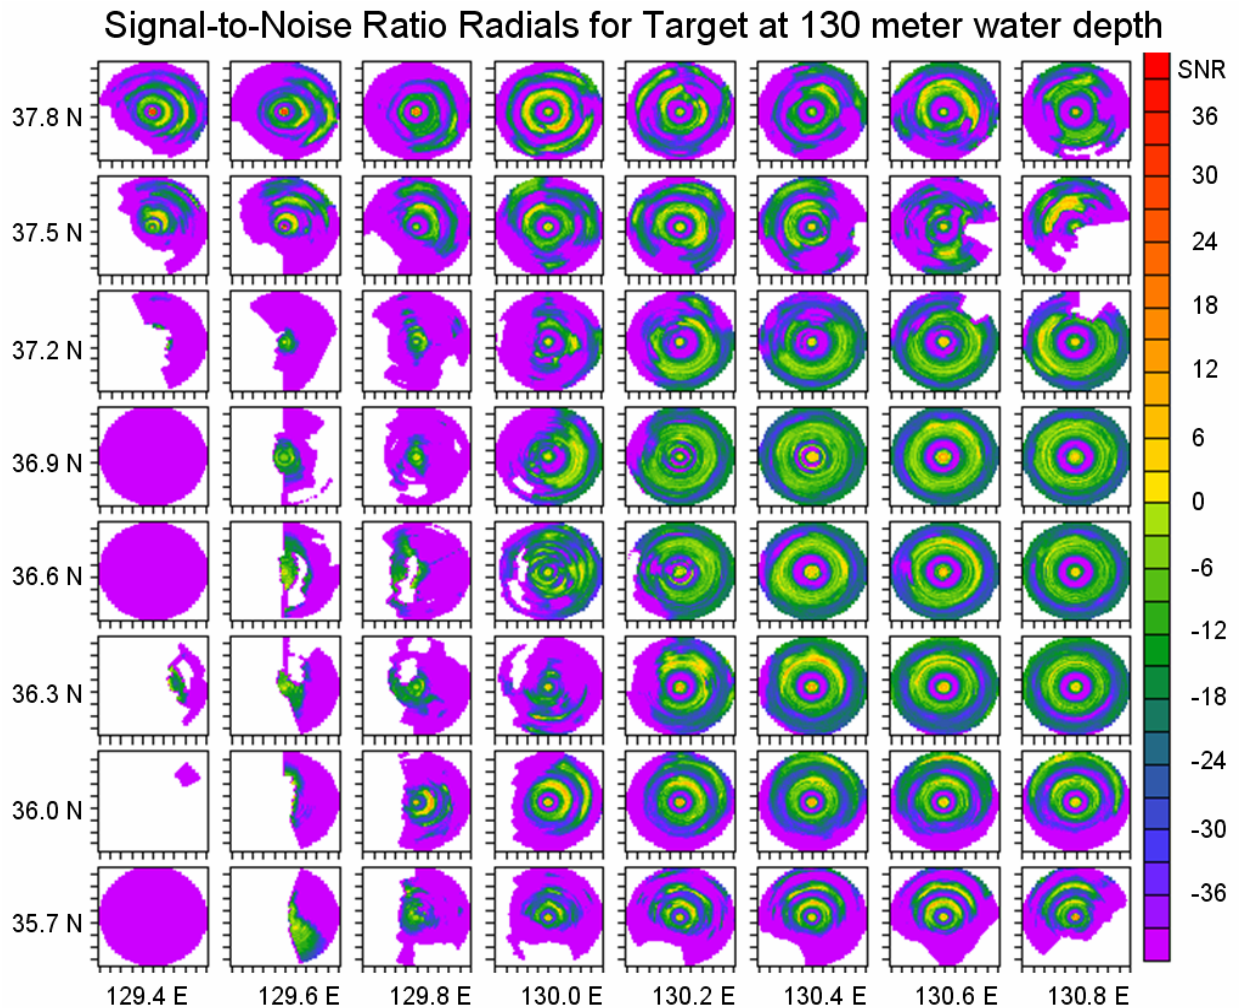 Signal-to-Noise Ratio Radials for Target at 130 meter water depth
SNR
37.8 N
36
30
37.5 N
24
18
37.2 N
12
6
36.9 N
0
-6
36.6 N
-12
36.3 N
-18
-24
36.0 N
-30
-36
35.7 N
129.4 E 129.6 E 129.8 E 130.0 E 130.2 E 130.4 E 130.6 E 130.8 E